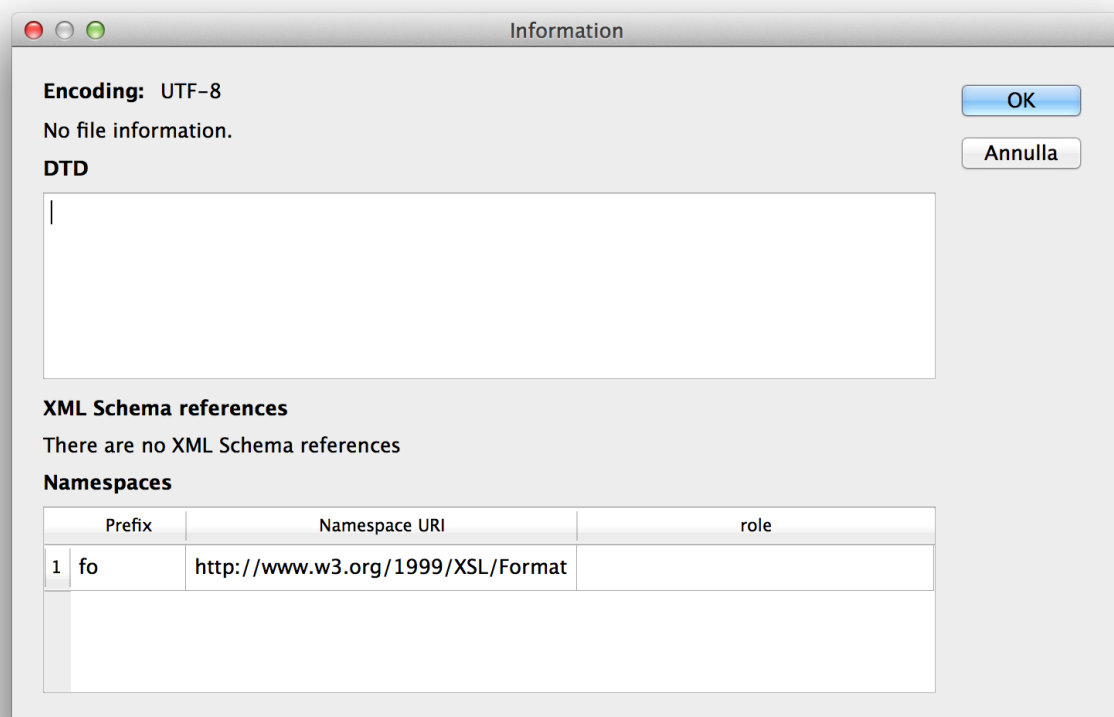 Information
Encoding: UTF-8
OK
No file information.
Annulla
DTD
XML Schema references
There are no XML Schema references
Namespaces
Prefix Namespace URI role
1 fo http://www.w3.org/1999/XSL/Format